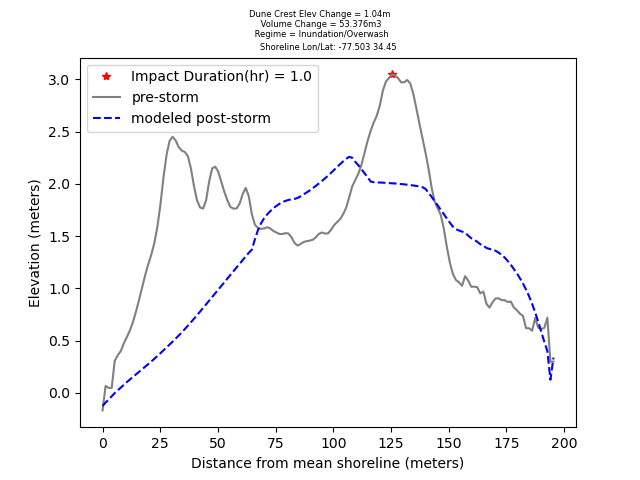 Dune Crest Elev Change = 1.04m
Volume Change = 53.376m3
Regime = Inundation/Overwash
Shoreline Lon/Lat: -77.503 34.45
Impact Duration(hr) = 1.0
pre-storm
modeled post-storm
3.0
2.5
2.0
1.5
1.0
0.5
0.0
Elevation (meters)
0 25 50 75 100 125 150 175 200
Distance from mean shoreline (meters)